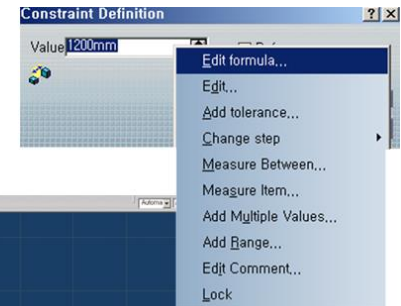 Constraint Definition
Value 1200mm
Edit formula...
Edit...
Add tolerance...
Change step
Measure Between...
Measure Item...
Add Multiple Values...
Add Range...
Edit Comment...
Lock